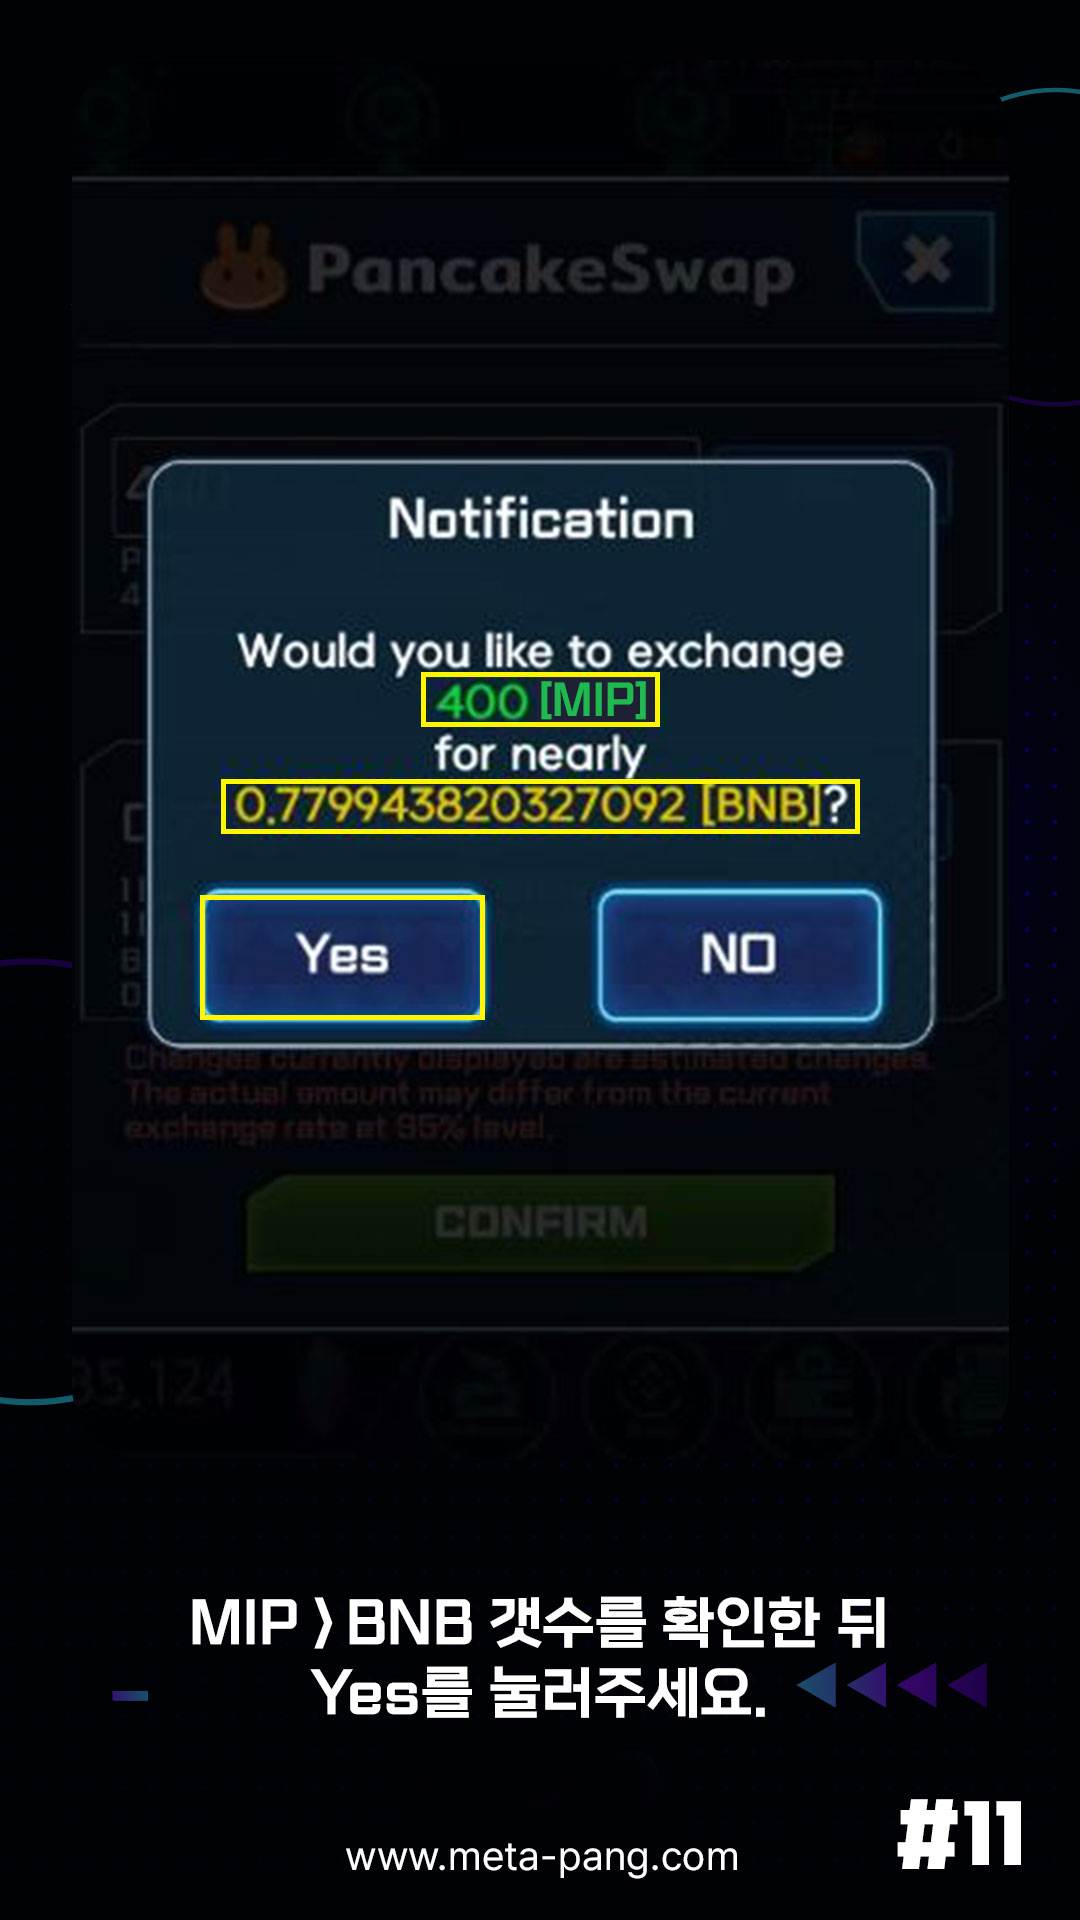 PancakeSwap
Notification
Would you like to exchange
400 [MIP]
for nearly
0.779943820327092 [BNB]?
Yes
NO
Changes currently displayed are estimated changes.
The actual amount may differ from the current
exchange rate at 95% level.
CONFIRM
35,124
MIP > BNB 갯수를 확인한 뒤
Yes를 눌러주세요.
#11
www.meta-pang.com